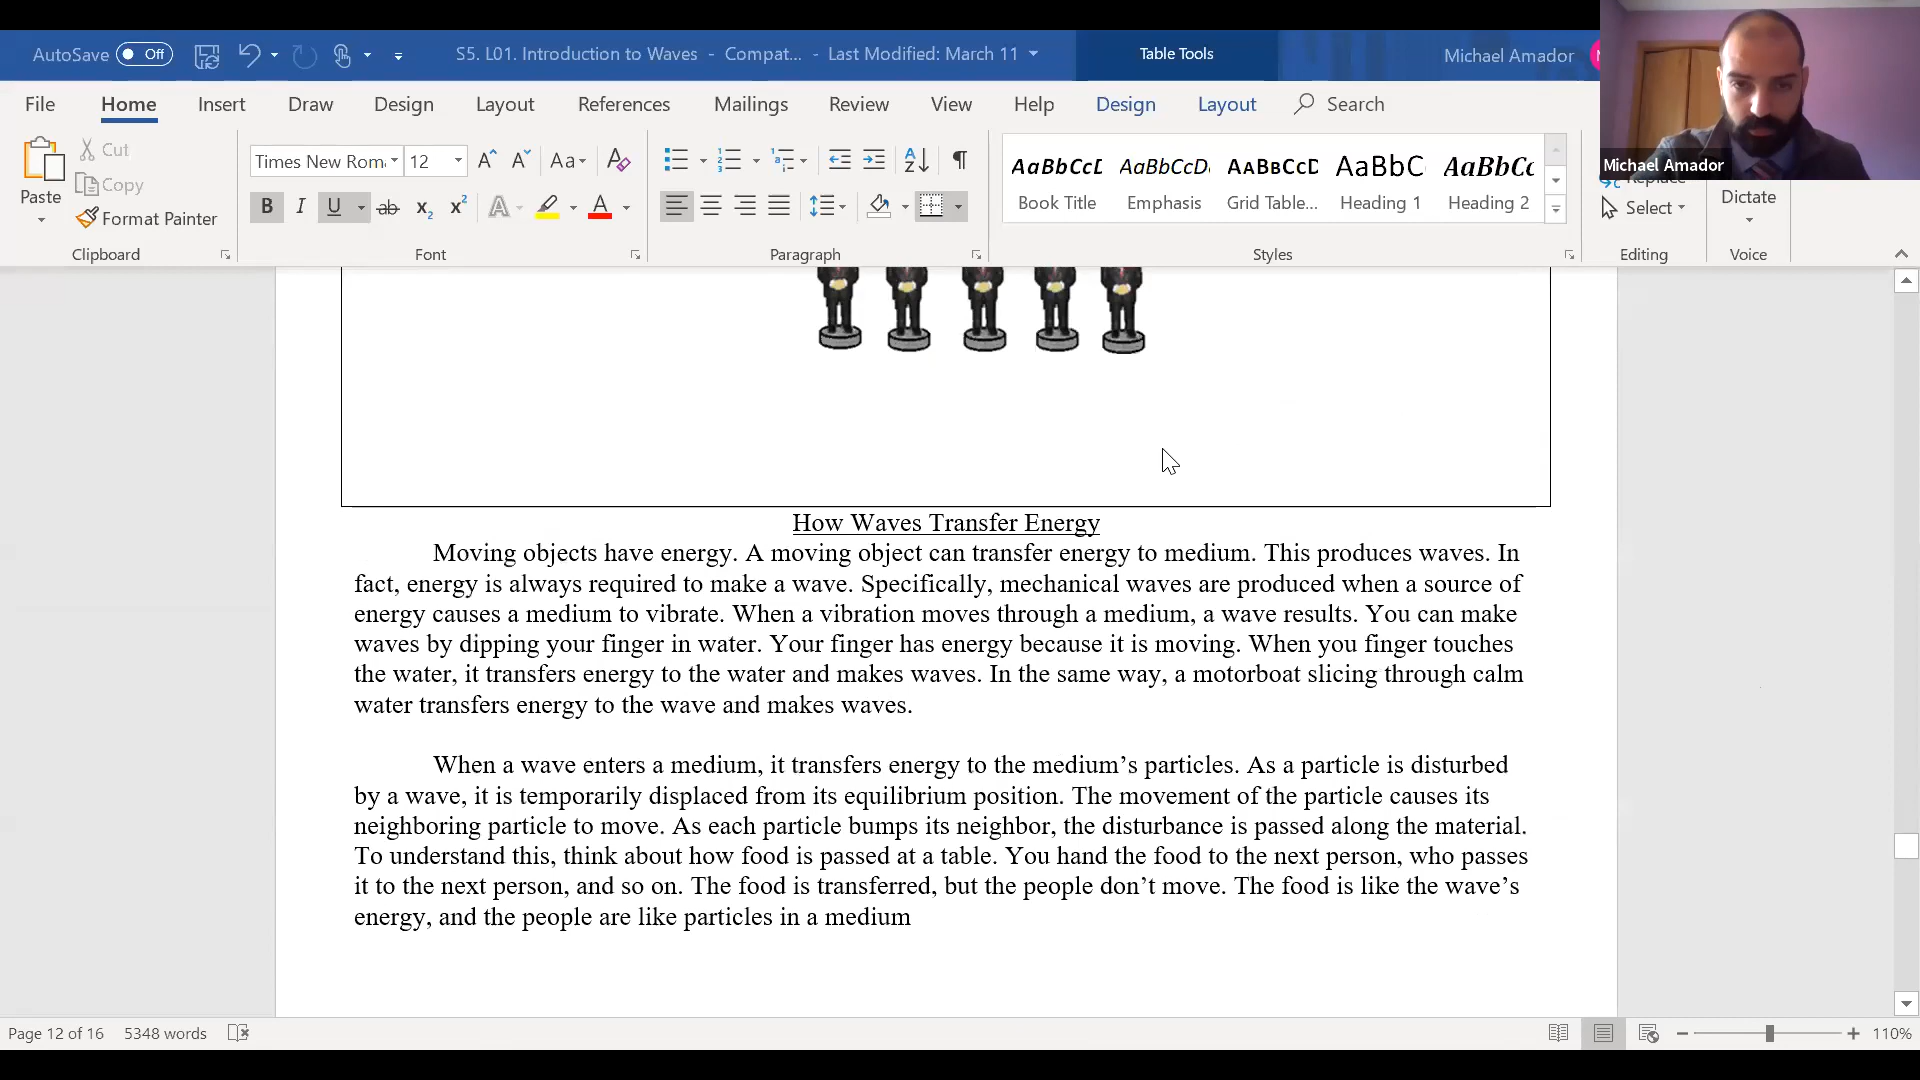 AutoSave Off S5. L01. Introduction to Waves - Compat... - Last Modified: March 11 Table Tools Michael Amador
File Home Insert Draw Design Layout References Mailings Review View Help Design Layout Search
Cut
Copy
Format Painter
Paste
Clipboard
Times New Rom 12
Font
Paragraph
AaBbCcD AaBbCcDc AaBbCcD AaBbC AaBbCc
Book Title Emphasis Grid Table... Heading 1 Heading 2
Styles
Michael Amador
Replace
Select
Editing
Dictate
Voice
How Waves Transfer Energy
Moving objects have energy. A moving object can transfer energy to medium. This produces waves. In
fact, energy is always required to make a wave. Specifically, mechanical waves are produced when a source of
energy causes a medium to vibrate. When a vibration moves through a medium, a wave results. You can make
waves by dipping your finger in water. Your finger has energy because it is moving. When you finger touches
the water, it transfers energy to the water and makes waves. In the same way, a motorboat slicing through calm
water transfers energy to the wave and makes waves.
When a wave enters a medium, it transfers energy to the medium’s particles. As a particle is disturbed
by a wave, it is temporarily displaced from its equilibrium position. The movement of the particle causes its
neighboring particle to move. As each particle bumps its neighbor, the disturbance is passed along the material.
To understand this, think about how food is passed at a table. You hand the food to the next person, who passes
it to the next person, and so on. The food is transferred, but the people don’t move. The food is like the wave’s
energy, and the people are like particles in a medium
Page 12 of 16 5348 words 110%